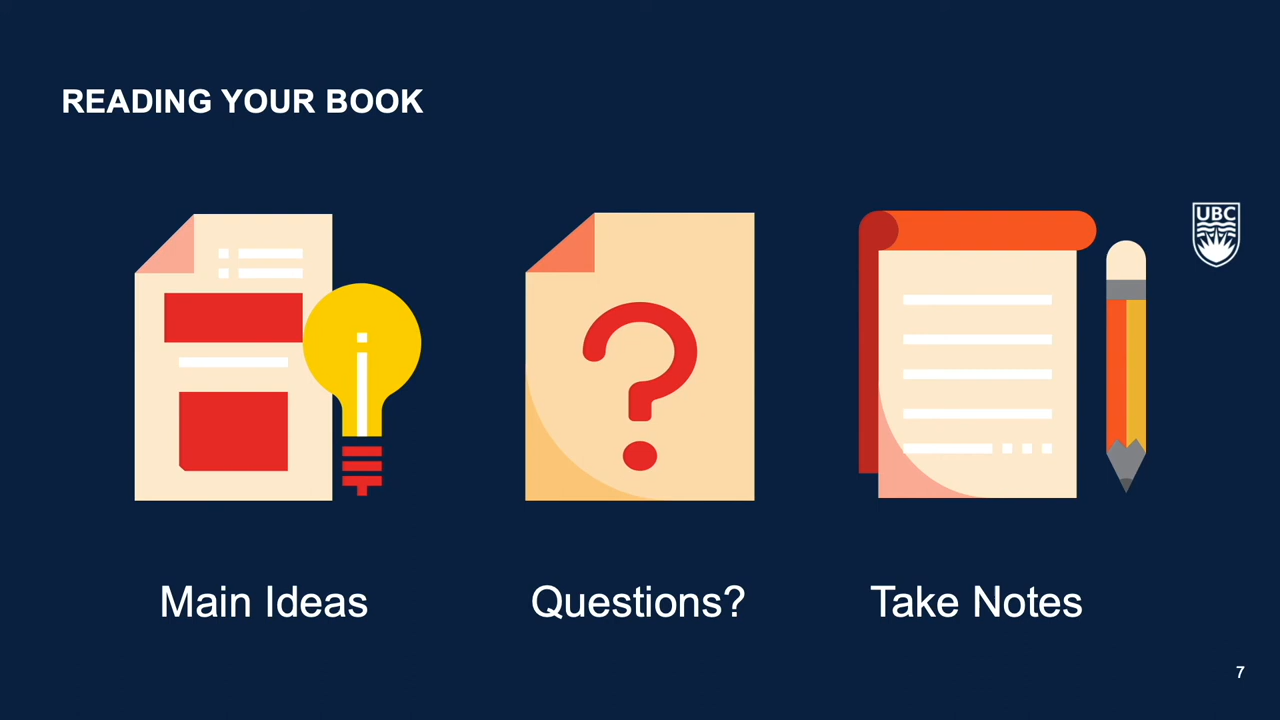 READING YOUR BOOK
UBC
Main Ideas
Questions?
Take Notes
7